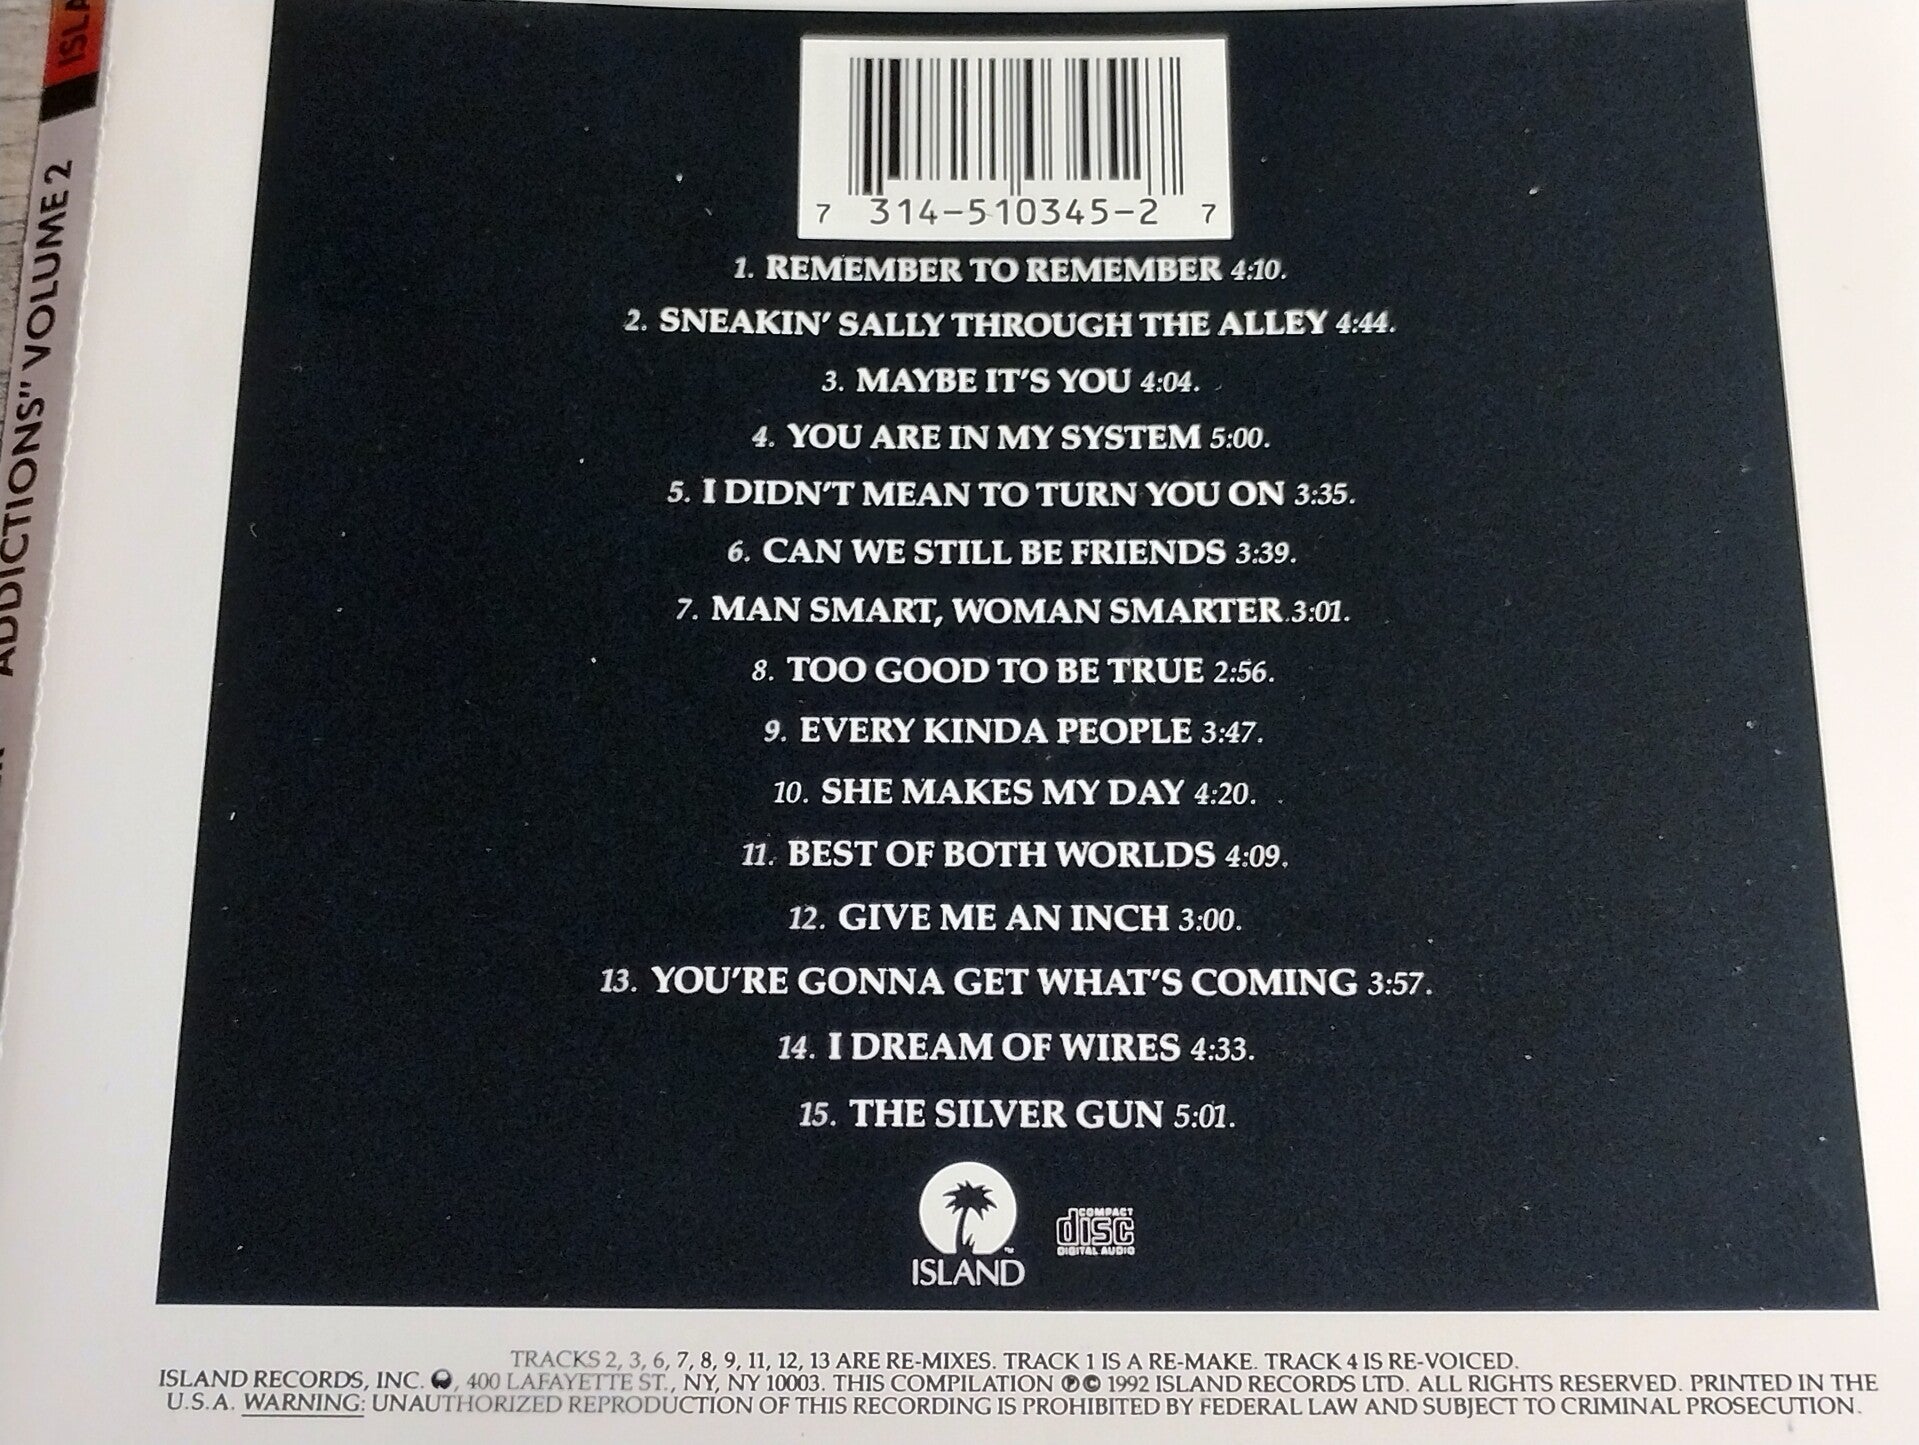 ISLA
ADDICTIONS" VOLUME 2
7 314-510345-2 7
1. REMEMBER TO REMEMBER 4:10.
2. SNEAKIN' SALLY THROUGH THE ALLEY 4:44.
3. MAYBE IT'S YOU 4:04.
4. YOU ARE IN MY SYSTEM 5:00.
5. I DIDN'T MEAN TO TURN YOU ON 3:35.
6. CAN WE STILL BE FRIENDS 3:39.
7. MAN SMART, WOMAN SMARTER 3:01.
8. TOO GOOD TO BE TRUE 2:56.
9. EVERY KINDA PEOPLE 3:47.
10. SHE MAKES MY DAY 4:20.
11. BEST OF BOTH WORLDS 4:09.
12. GIVE ME AN INCH 3:00.
13. YOU'RE GONNA GET WHAT'S COMING 3:57.
14. I DREAM OF WIRES 4:33.
15. THE SILVER GUN 5:01.
ISLAND
COMPACT
disc
DIGITAL AUDIO
TRACKS 2, 3, 6, 7, 8, 9, 11, 12, 13 ARE RE-MIXES. TRACK 1 IS A RE-MAKE. TRACK 4 IS RE-VOICED.
ISLAND RECORDS, INC. , 400 LAFAYETTE ST., NY, NY 10003. THIS COMPILATION ℗© 1992 ISLAND RECORDS LTD. ALL RIGHTS RESERVED. PRINTED IN THE
U.S.A. WARNING: UNAUTHORIZED REPRODUCTION OF THIS RECORDING IS PROHIBITED BY FEDERAL LAW AND SUBJECT TO CRIMINAL PROSECUTION.